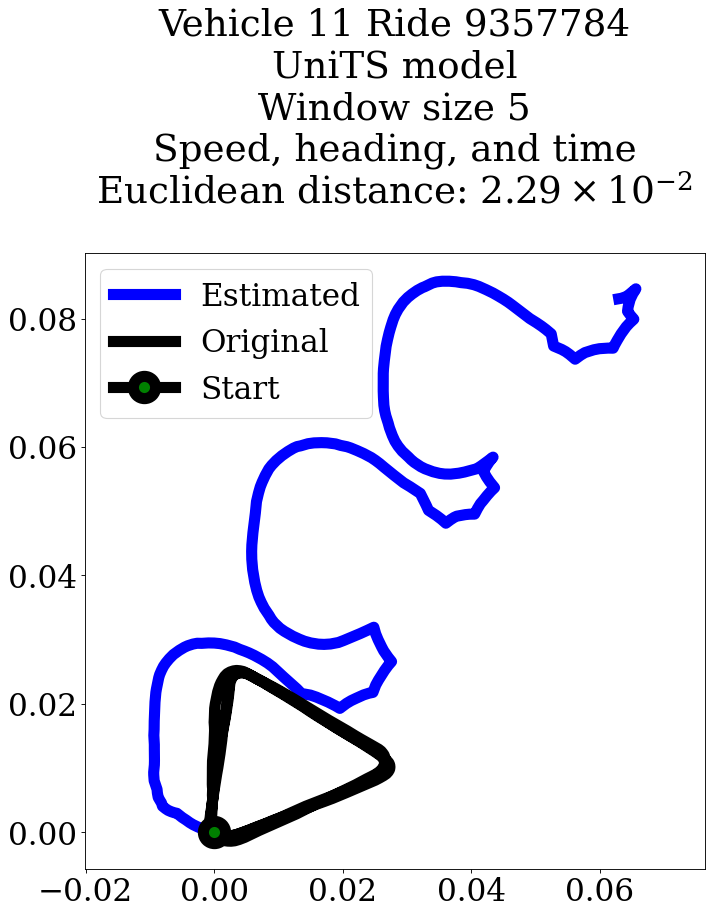 Vehicle 11 Ride 9357784
UniTS model
Window size 5
Speed, heading, and time
Euclidean distance: 2.29 × 10⁻²
Estimated
Original
Start
0.08
0.06
0.04
0.02
0.00
−0.02 0.00 0.02 0.04 0.06